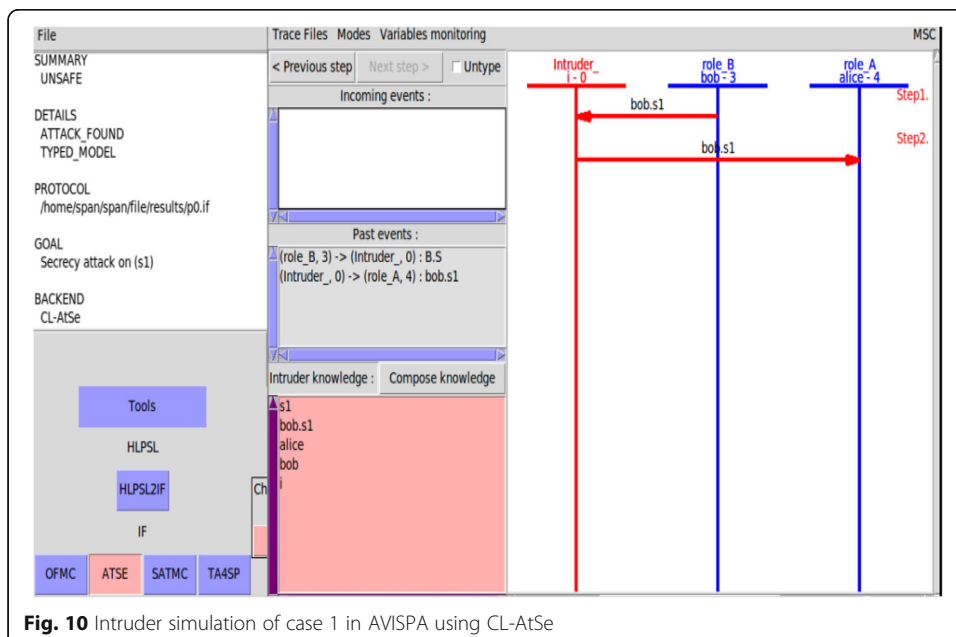 File
Trace Files Modes Variables monitoring
MSC
SUMMARY
UNSAFE
DETAILS
ATTACK_FOUND
TYPED_MODEL
PROTOCOL
/home/span/span/file/results/p0.if
GOAL
Secrecy attack on (s1)
BACKEND
CL-AtSe
Tools
HLPSL
HLPSL2IF
IF
OFMC ATSE SATMC TA4SP
Ch
< Previous step Next step > Untype
Incoming events :
Past events :
(role_B, 3) -> (Intruder_, 0) : B.S
(Intruder_, 0) -> (role_A, 4) : bob.s1
Intruder knowledge : Compose knowledge
s1
bob.s1
alice
bob
i
Intruder_ role_B role_A
i - 0 bob - 3 alice - 4
Step1.
bob.s1
Step2.
bob.s1
Fig. 10 Intruder simulation of case 1 in AVISPA using CL-AtSe